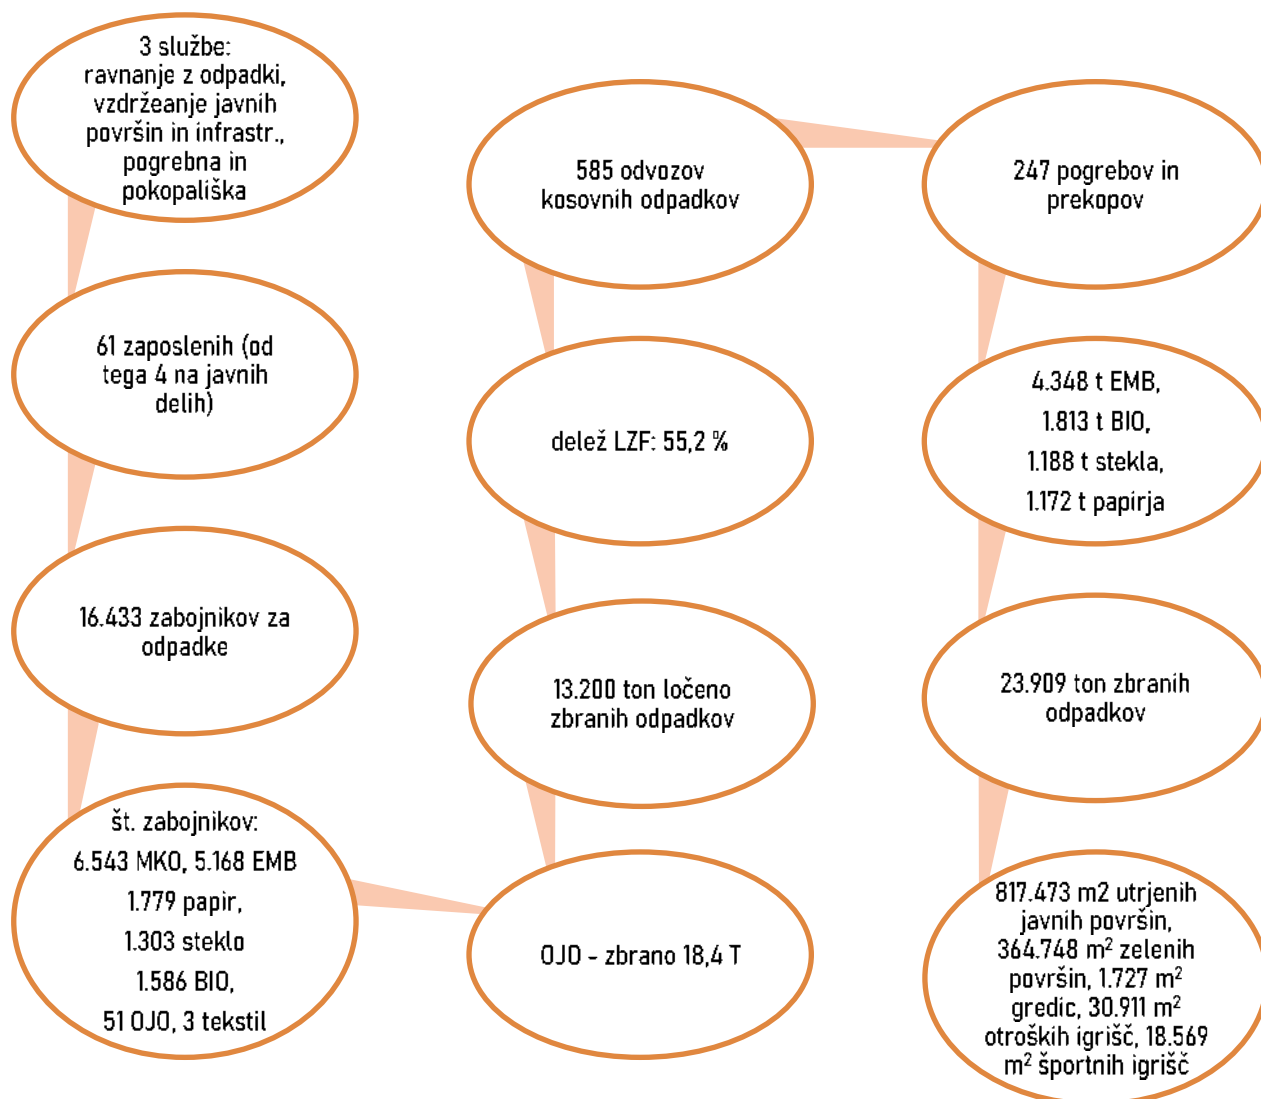 3 službe:
ravnanje z odpadki,
vzdržeanje javnih
površin in infrastr.,
pogrebna in
pokopališka
61 zaposlenih (od
tega 4 na javnih
delih)
16.433 zabojnikov za
odpadke
št. zabojnikov:
6.543 MKO, 5.168 EMB
1.779 papir,
1.303 steklo
1.586 BIO,
51 OJO, 3 tekstil
OJO - zbrano 18,4 T
13.200 ton ločeno
zbranih odpadkov
delež LZF: 55,2 %
585 odvozov
kosovnih odpadkov
247 pogrebov in
prekopov
4.348 t EMB,
1.813 t BIO,
1.188 t stekla,
1.172 t papirja
23.909 ton zbranih
odpadkov
817.473 m2 utrjenih
javnih površin,
364.748 m² zelenih
površin, 1.727 m²
gredic, 30.911 m²
otroških igrišč, 18.569
m² športnih igrišč